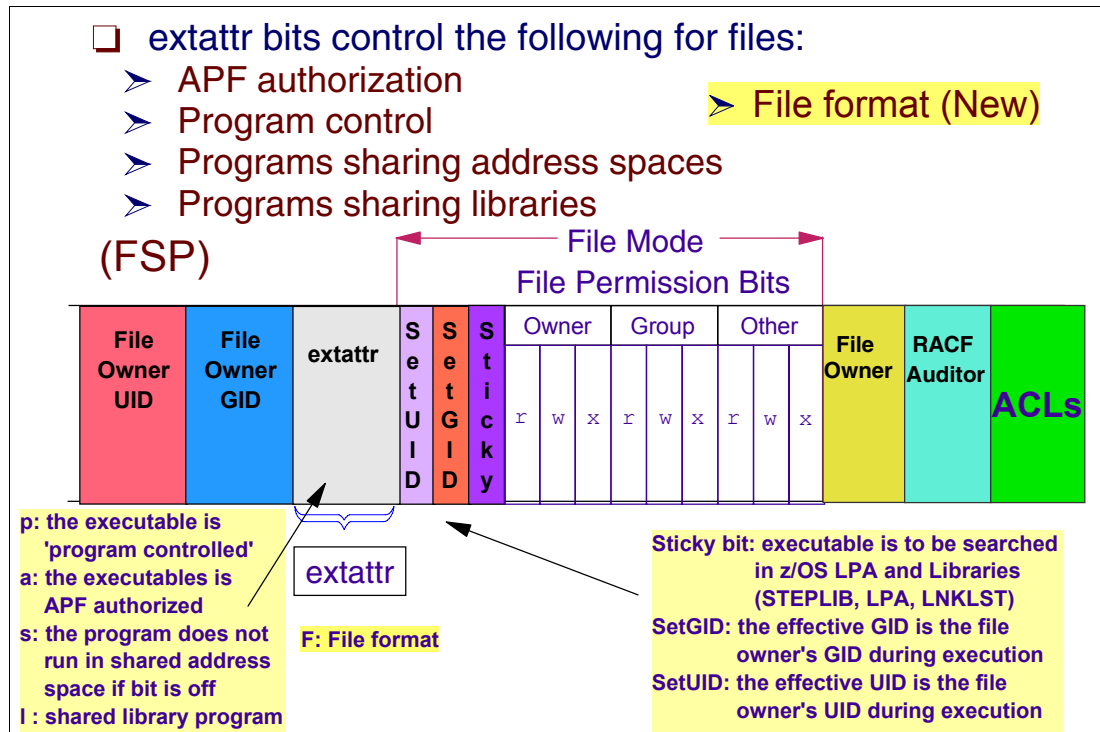 extattr bits control the following for files:
APF authorization
Program control
Programs sharing address spaces
Programs sharing libraries
File format (New)
(FSP)
File Mode
File Permission Bits
File Owner UID
File Owner GID
extattr
SetUID
SetGID
Sticky
Owner
Group
Other
r w x r w x r w x
File Owner
RACF Auditor
ACLs
p: the executable is
'program controlled'
a: the executables is
APF authorized
s: the program does not
run in shared address
space if bit is off
l : shared library program
extattr
F: File format
Sticky bit: executable is to be searched
in z/OS LPA and Libraries
(STEPLIB, LPA, LNKLST)
SetGID: the effective GID is the file
owner's GID during execution
SetUID: the effective UID is the file
owner's UID during execution